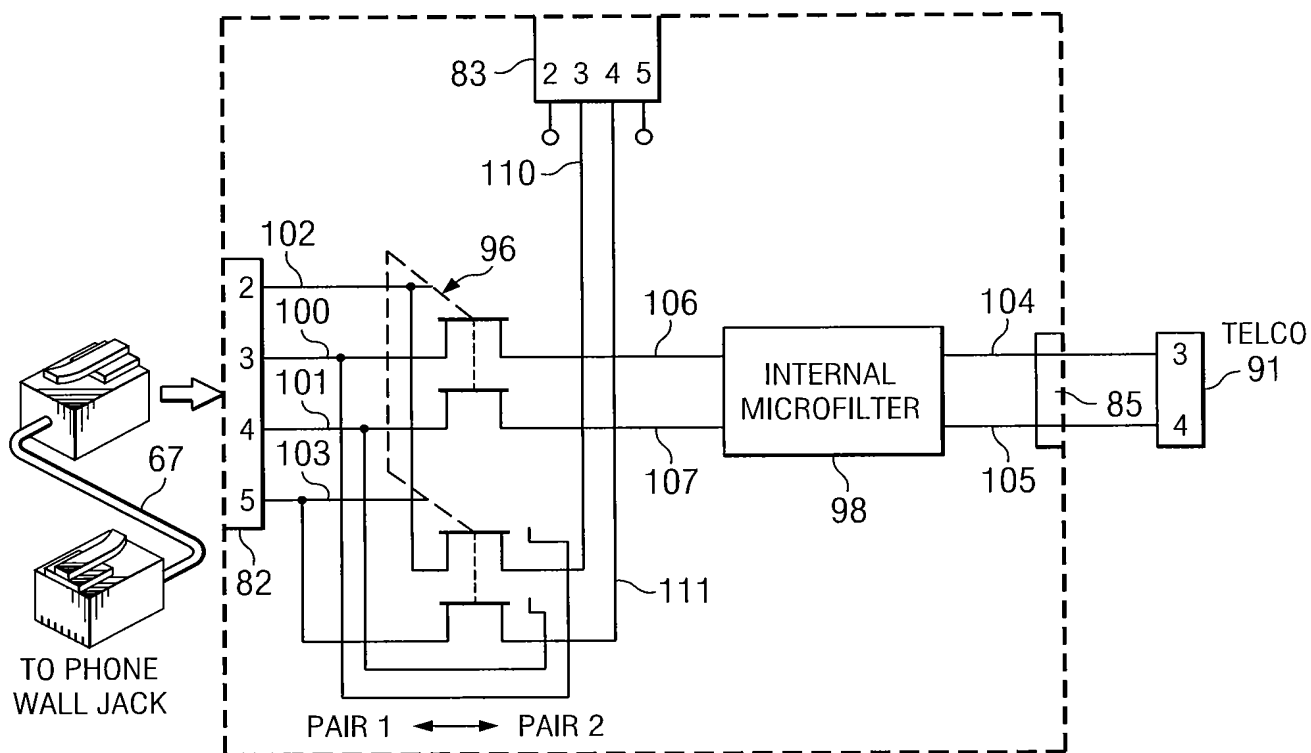 83
2 3 4 5
110
102
96
2
100
106
104
TELCO
3
3
91
101
INTERNAL
MICROFILTER
85
4
4
103
107
105
67
98
5
82
111
TO PHONE
WALL JACK
PAIR 1
PAIR 2